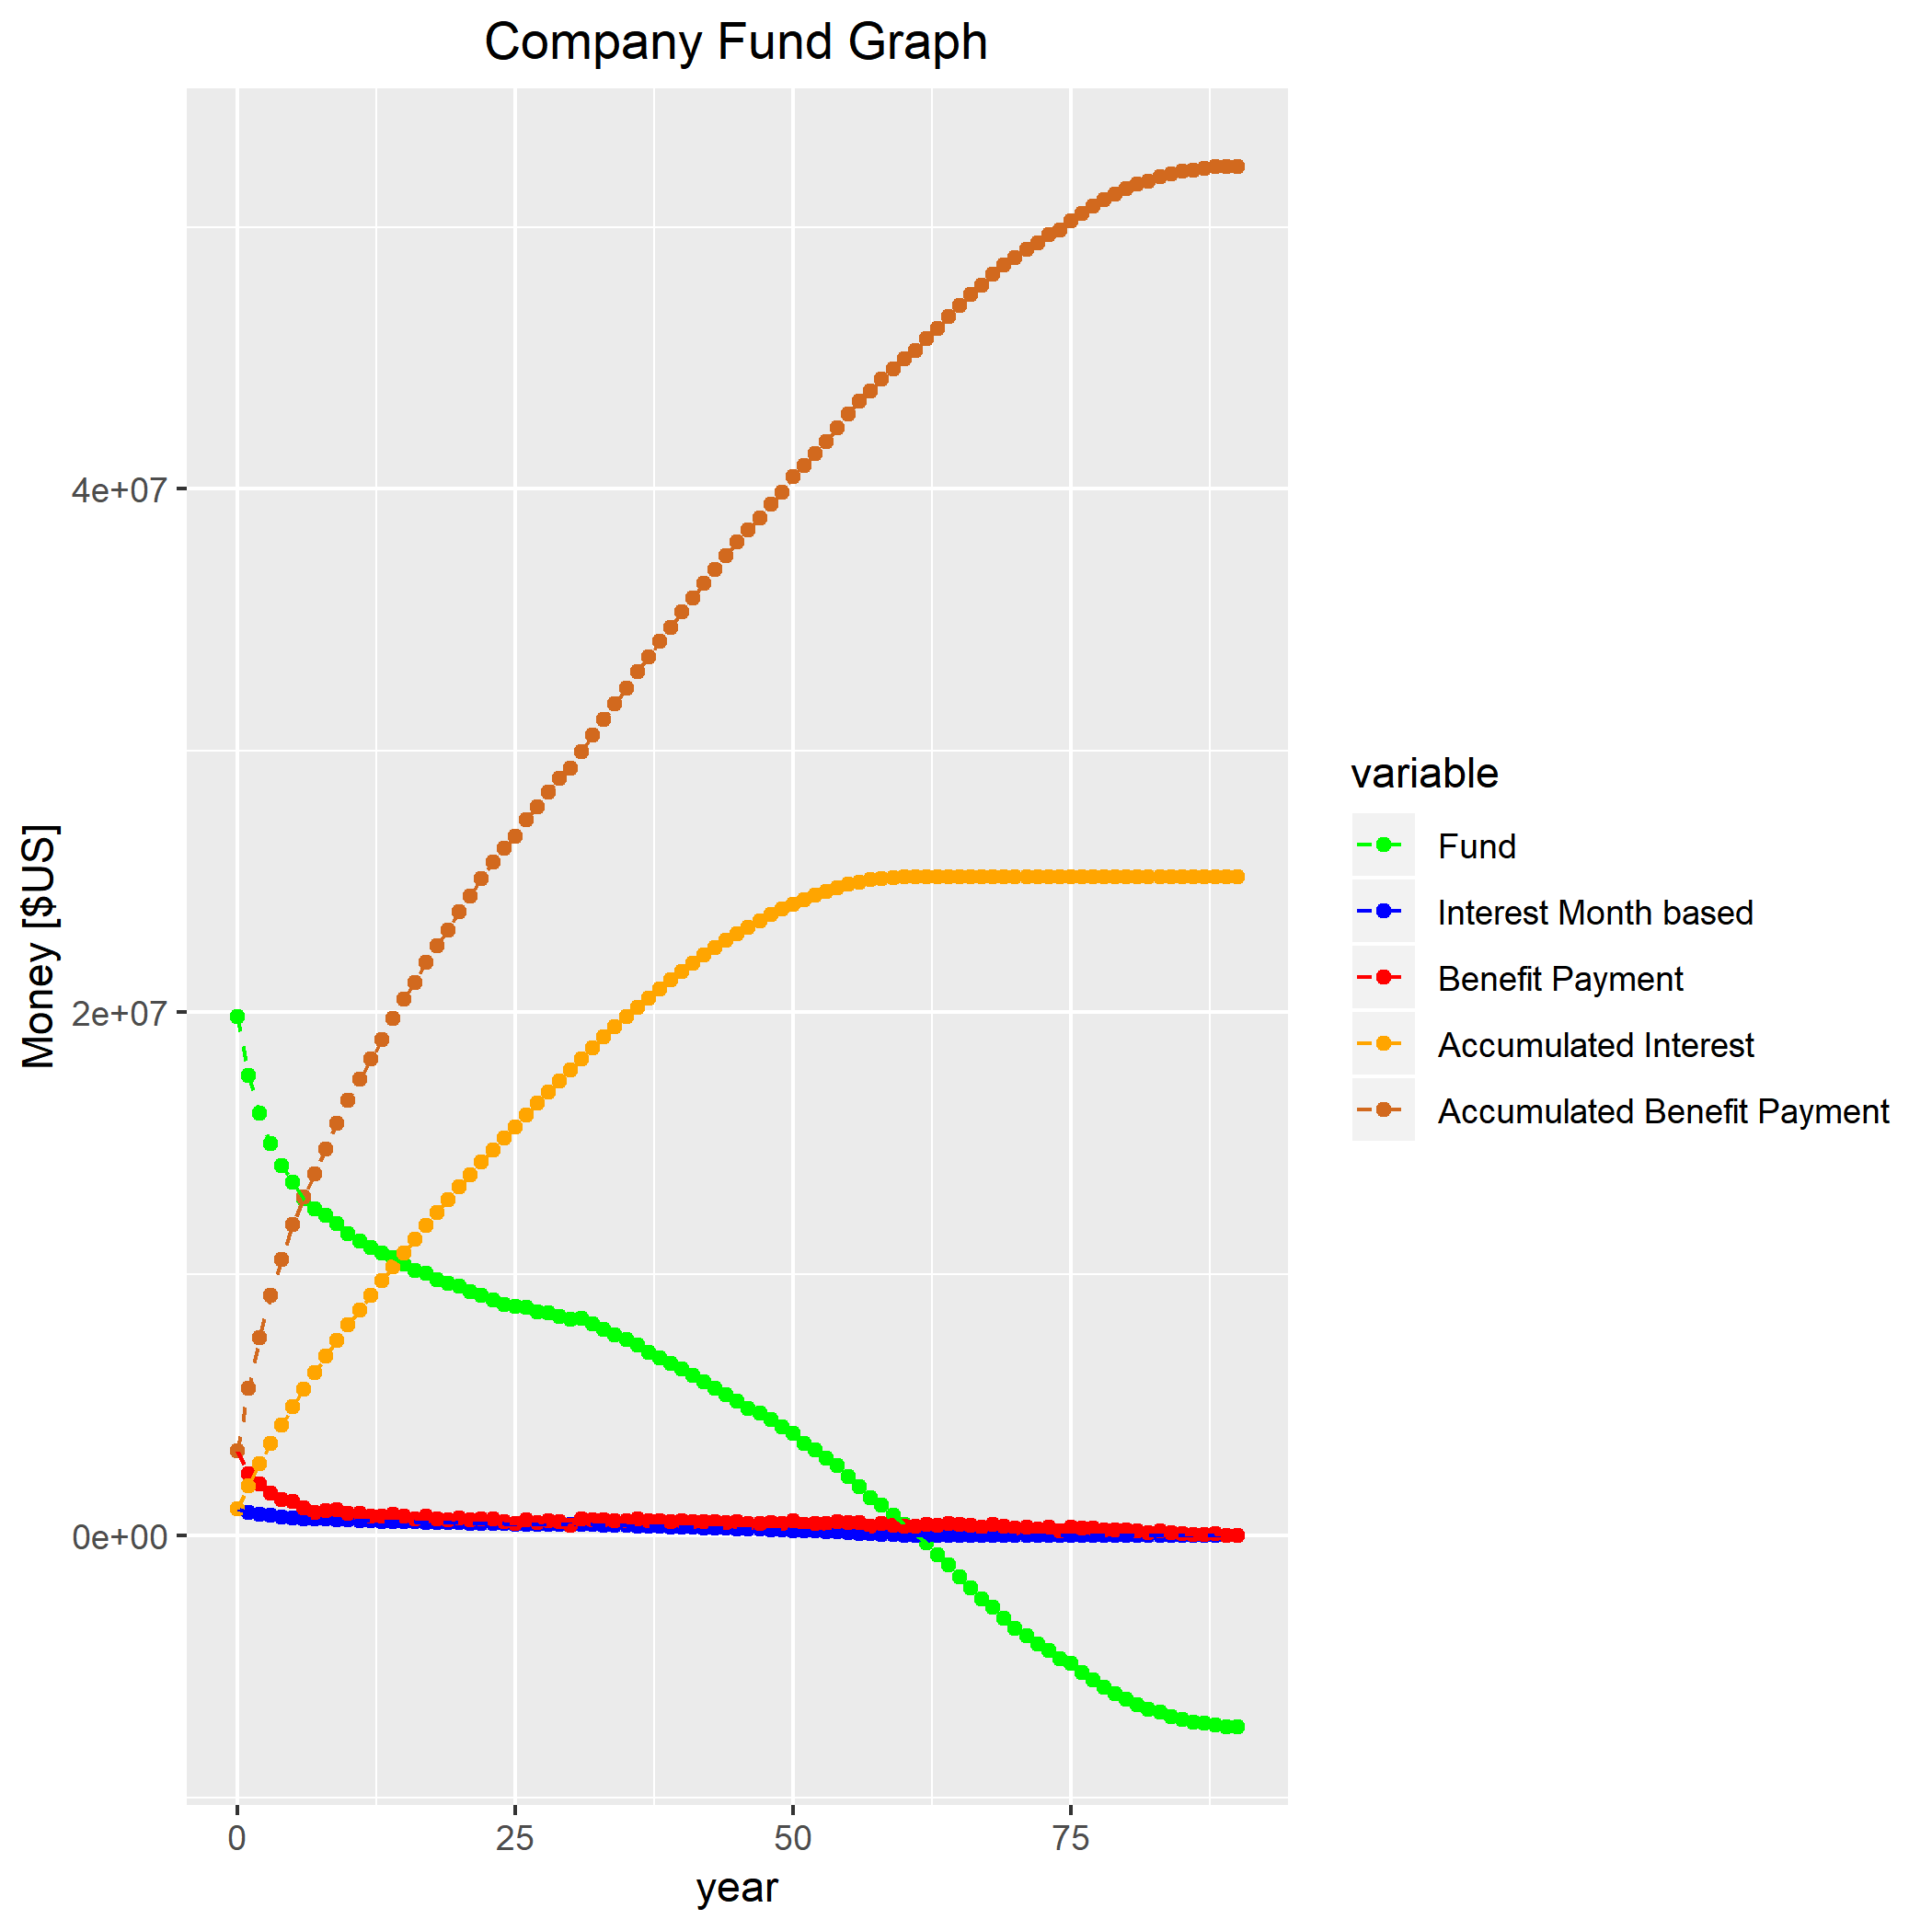 Company Fund Graph
Money [$US]
4e+07
2e+07
0e+00
0
25
50
75
year
variable
Fund
Interest Month based
Benefit Payment
Accumulated Interest
Accumulated Benefit Payment